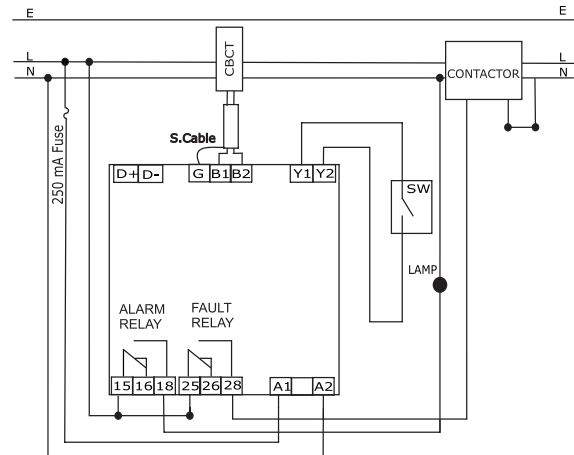 E E
L L
N N
CBCT
CONTACTOR
250 mA Fuse
S.Cable
D+ D- G B1 B2 Y1 Y2
SW
LAMP
ALARM
RELAY
FAULT
RELAY
15 16 18 25 26 28 A1 A2